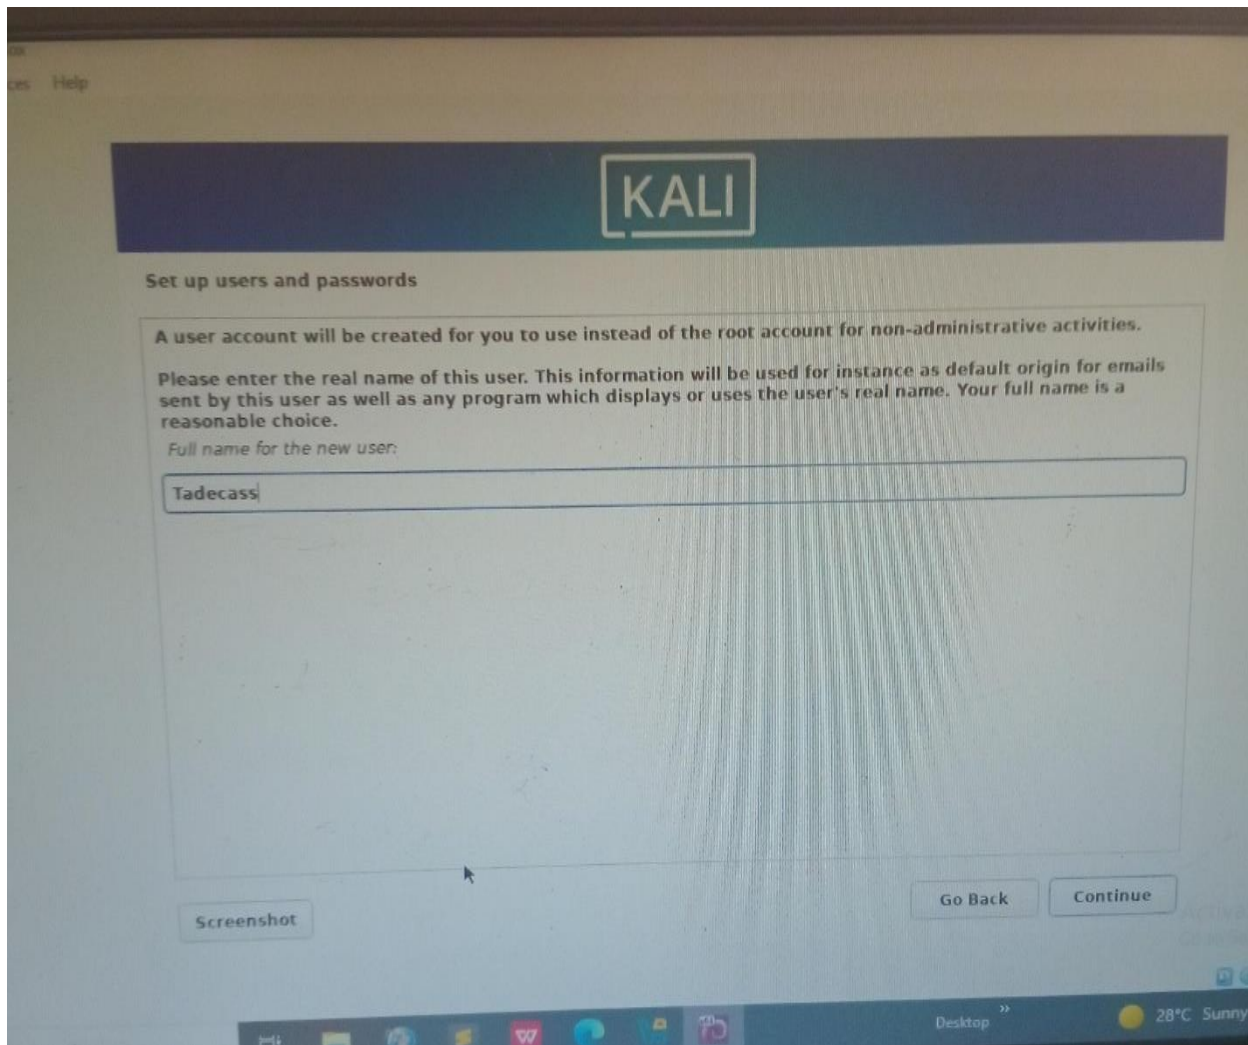 Help
KALI
Set up users and passwords
A user account will be created for you to use instead of the root account for non-administrative activities.
Please enter the real name of this user. This information will be used for instance as default origin for emails
sent by this user as well as any program which displays or uses the user's real name. Your full name is a
reasonable choice.
Full name for the new user:
Tadecass
Go Back
Continue
Screenshot
Desktop
»
28°C Sunny